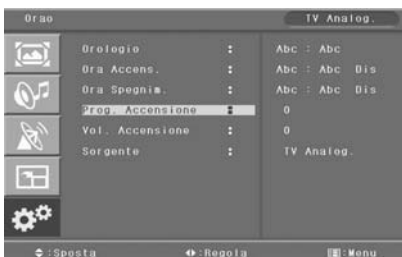 Orao TV Analog.
Orologio : Abc : Abc
Ora Accens. : Abc : Abc Dis
Ora Spegnim. : Abc : Abc Dis
Prog. Accensione : 0
Vol. Accensione : 0
Sorgente : TV Analog.
:Sposta :Regola :Menu